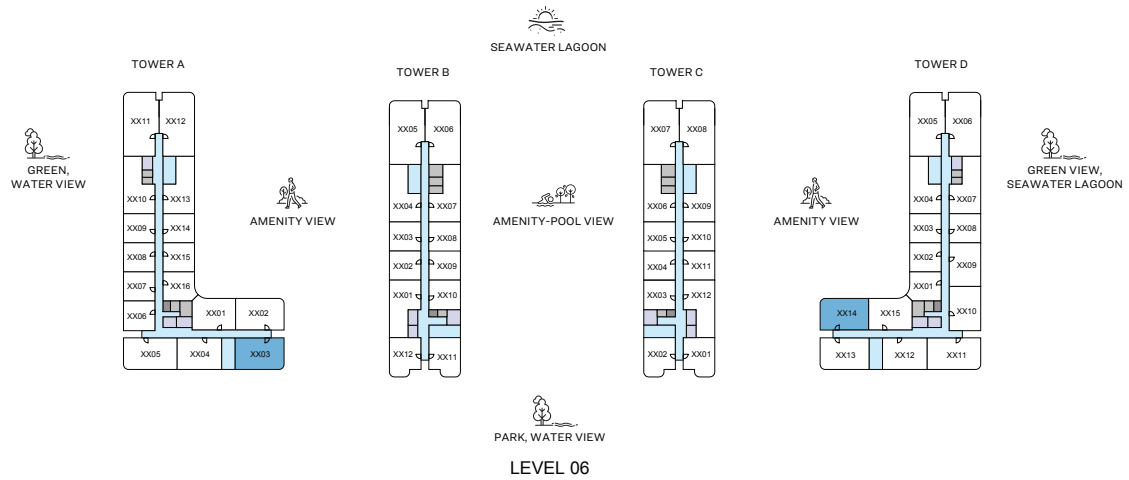 SEAWATER LAGOON
TOWER A
TOWER B
TOWER C
TOWER D
XX11 XX12
XX05 XX06
XX07 XX08
XX05 XX06
GREEN,
WATER VIEW
GREEN VIEW,
SEAWATER LAGOON
AMENITY VIEW
AMENITY-POOL VIEW
AMENITY VIEW
XX10 XX13
XX04 XX07
XX06 XX09
XX04 XX07
XX09 XX14
XX03 XX08
XX05 XX10
XX03 XX08
XX08 XX15
XX02 XX09
XX04 XX11
XX02 XX09
XX07 XX16
XX01 XX10
XX03 XX12
XX01
XX06 XX01 XX02
XX14 XX15 XX10
XX05 XX04 XX03
XX12 XX11
XX02 XX01
XX13 XX12 XX11
PARK, WATER VIEW
LEVEL 06